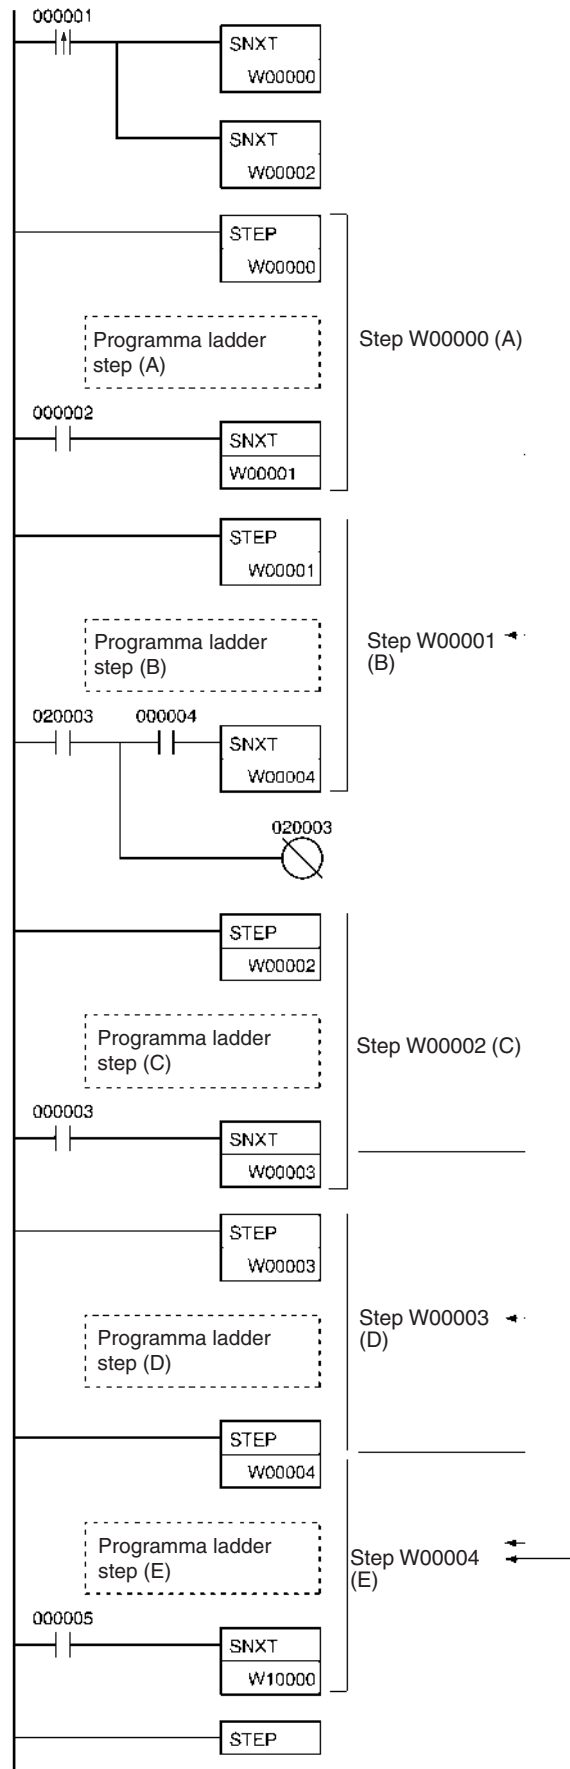 000001
SNXT
W00000
SNXT
W00002
STEP
W00000
Programma ladder
step (A)
Step W00000 (A)
000002
SNXT
W00001
STEP
W00001
Programma ladder
step (B)
Step W00001
(B)
020003
000004
SNXT
W00004
020003
STEP
W00002
Programma ladder
step (C)
Step W00002 (C)
000003
SNXT
W00003
STEP
W00003
Programma ladder
step (D)
Step W00003
(D)
STEP
W00004
Programma ladder
step (E)
Step W00004
(E)
000005
SNXT
W10000
STEP